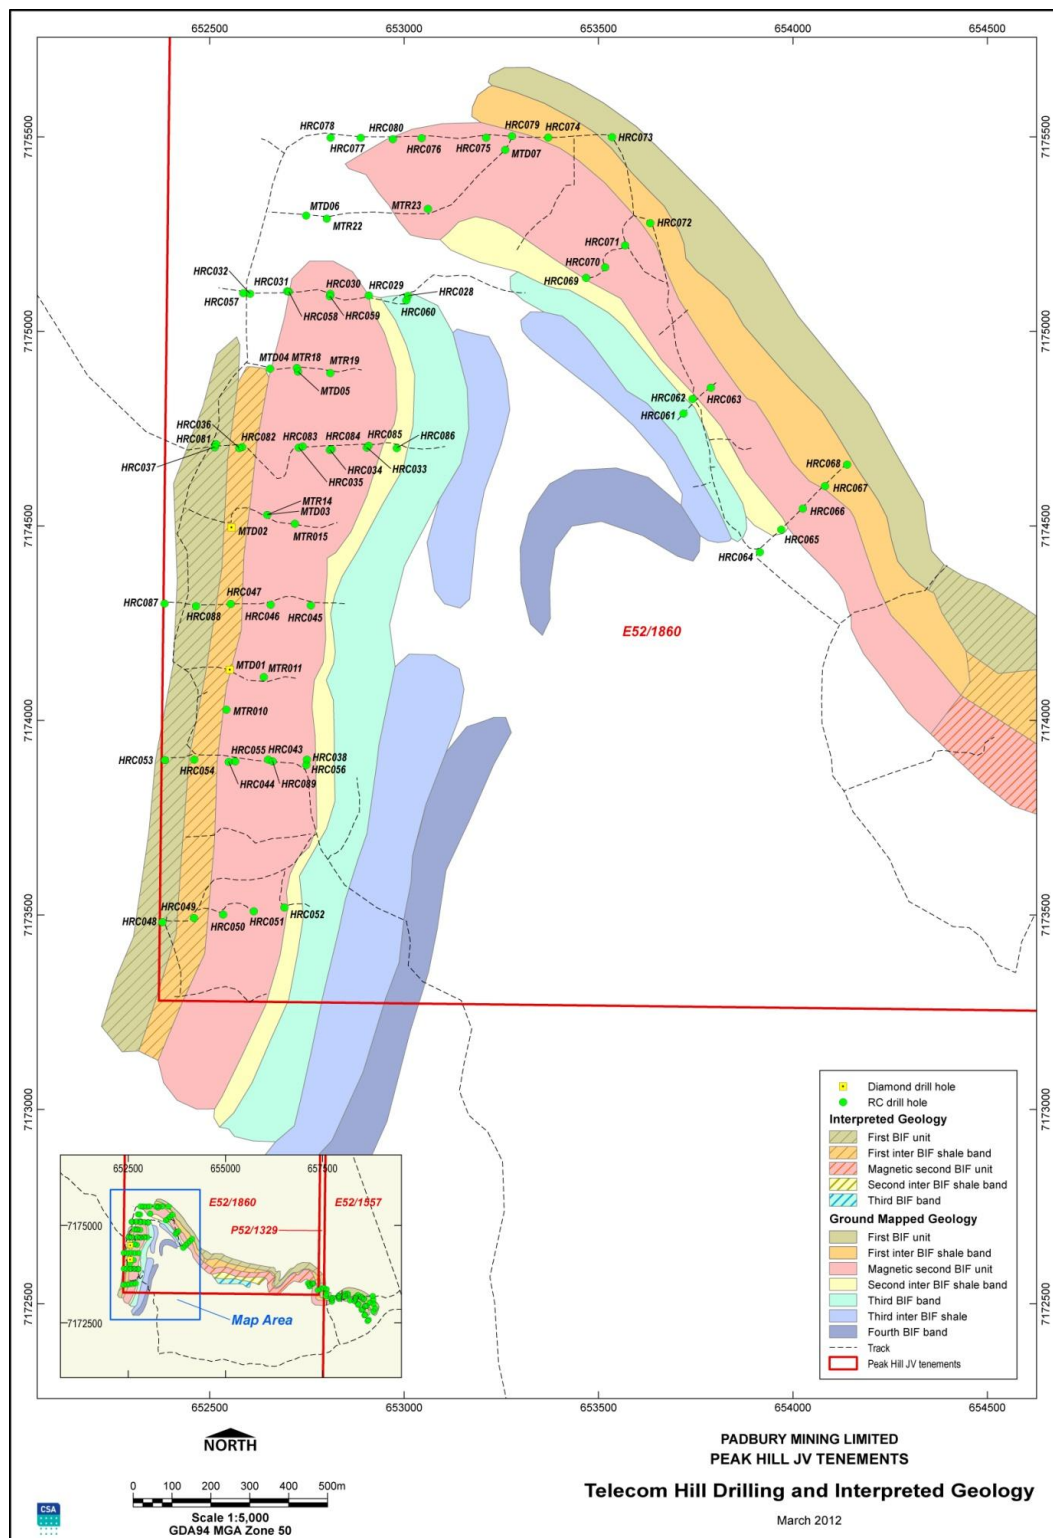 652500 653000 653500 654000 654500
7175500
7175500
HRC078
HRC080
HRC079
HRC074
HRC073
HRC077
HRC076
HRC075
MTD07
MTD06
MTR23
MTR22
HRC072
HRC071
HRC070
HRC069
HRC032
HRC031
HRC030
HRC029
HRC028
HRC057
HRC058
HRC059
HRC060
7175000
7175000
MTD04
MTR18
MTR19
MTD05
HRC062
HRC063
HRC061
HRC036
HRC081
HRC082
HRC083
HRC084
HRC085
HRC086
HRC037
HRC034
HRC033
HRC035
HRC068
HRC067
HRC066
HRC065
HRC064
MTR14
MTD03
MTD02
MTR015
7174500
7174500
HRC087
HRC047
HRC088
HRC046
HRC045
E52/1860
MTD01
MTR011
MTR010
7174000
7174000
HRC053
HRC055
HRC043
HRC038
HRC054
HRC056
HRC044
HRC089
HRC049
HRC048
HRC050
HRC051
HRC052
7173500
7173500
7173000
7173000
7172500
7172500
652500 655000 657500
E52/1860
E52/1557
P52/1329
7175000
7172500
Map Area
Diamond drill hole
RC drill hole
Interpreted Geology
First BIF unit
First inter BIF shale band
Magnetic second BIF unit
Second inter BIF shale band
Third BIF band
Ground Mapped Geology
First BIF unit
First inter BIF shale band
Magnetic second BIF unit
Second inter BIF shale band
Third BIF band
Third inter BIF shale
Fourth BIF band
Track
Peak Hill JV tenements
652500 653000 653500 654000 654500
NORTH
0 100 200 300 400 500m
Scale 1:5,000
GDA94 MGA Zone 50
CSA
PADBURY MINING LIMITED
PEAK HILL JV TENEMENTS
Telecom Hill Drilling and Interpreted Geology
March 2012